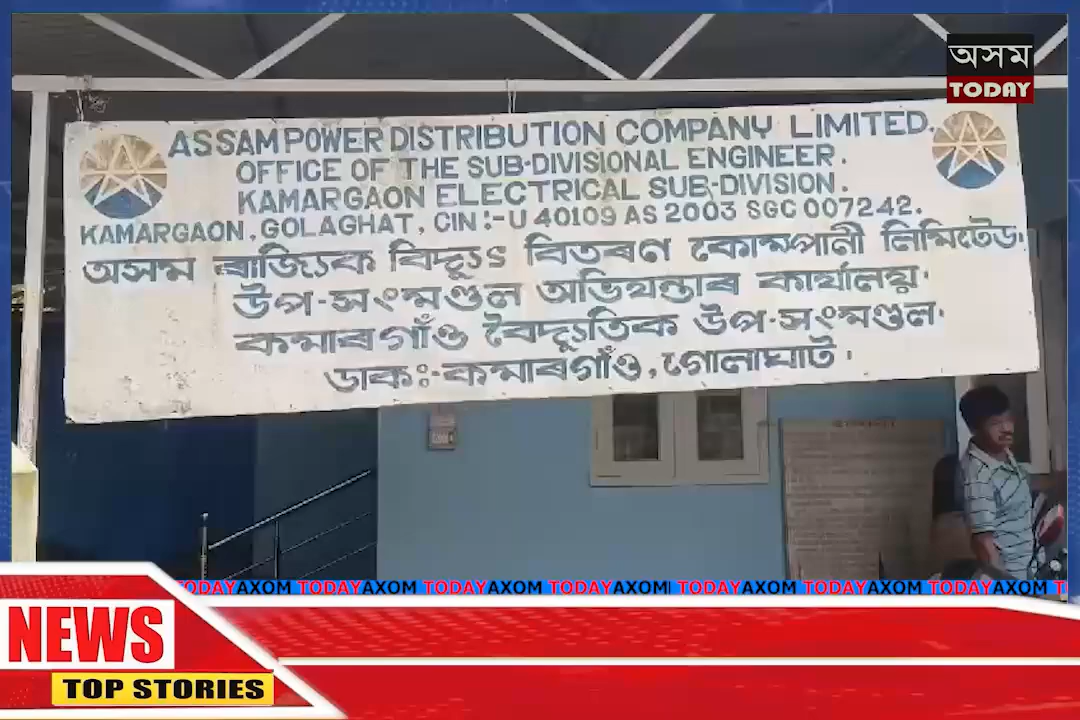 অসম
TODAY
ASSAM POWER DISTRIBUTION COMPANY LIMITED.
OFFICE OF THE SUB-DIVISIONAL ENGINEER.
KAMARGAON ELECTRICAL SUB-DIVISION.
KAMARGAON, GOLAGHAT, CIN:-U40109 AS 2003 SGC 007242.
অসম ৰাজ্যিক বিদ্যুৎ বিতৰণ কোম্পানী লিমিটেড.
উপ-সংমণ্ডল অভিযন্তাৰ কাৰ্যালয়.
কমাৰগাঁও বৈদ্যুতিক উপ-সংমণ্ডল.
ডাক:-কমাৰগাঁও, গোলাঘাট.
TODAYAXOM TODAYAXOM TODAYAXOM TODAYAXOM TODAYAXOM TODAYAXOM TODAYAXOM
NEWS
TOP STORIES